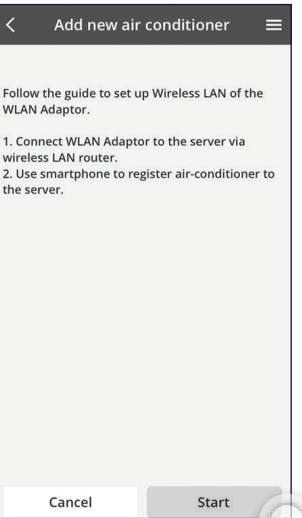 Add new air conditioner
Follow the guide to set up Wireless LAN of the
WLAN Adaptor.
1. Connect WLAN Adaptor to the server via
wireless LAN router.
2. Use smartphone to register air-conditioner to
the server.
Cancel Start